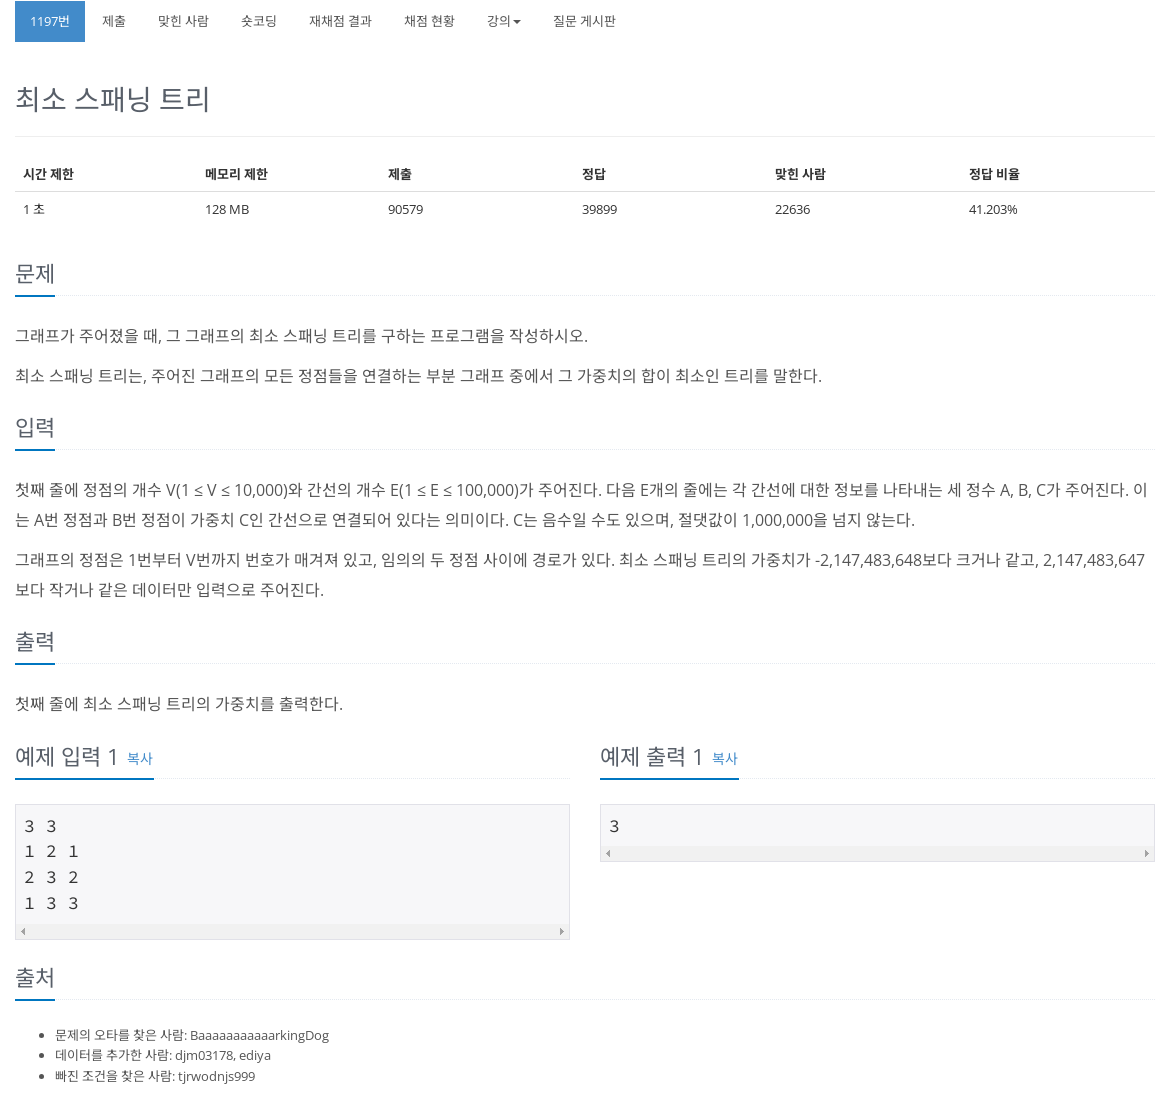 1197번 제출 맞힌 사람 숏코딩 재채점 결과 채점 현황 강의 질문 게시판
최소 스패닝 트리
시간 제한 메모리 제한 제출 정답 맞힌 사람 정답 비율
1 초 128 MB 90579 39899 22636 41.203%
문제
그래프가 주어졌을 때, 그 그래프의 최소 스패닝 트리를 구하는 프로그램을 작성하시오.
최소 스패닝 트리는, 주어진 그래프의 모든 정점들을 연결하는 부분 그래프 중에서 그 가중치의 합이 최소인 트리를 말한다.
입력
첫째 줄에 정점의 개수 V(1 ≤ V ≤ 10,000)와 간선의 개수 E(1 ≤ E ≤ 100,000)가 주어진다. 다음 E개의 줄에는 각 간선에 대한 정보를 나타내는 세 정수 A, B, C가 주어진다. 이
는 A번 정점과 B번 정점이 가중치 C인 간선으로 연결되어 있다는 의미이다. C는 음수일 수도 있으며, 절댓값이 1,000,000을 넘지 않는다.
그래프의 정점은 1번부터 V번까지 번호가 매겨져 있고, 임의의 두 정점 사이에 경로가 있다. 최소 스패닝 트리의 가중치가 -2,147,483,648보다 크거나 같고, 2,147,483,647
보다 작거나 같은 데이터만 입력으로 주어진다.
출력
첫째 줄에 최소 스패닝 트리의 가중치를 출력한다.
예제 입력 1 복사
3 3
1 2 1
2 3 2
1 3 3
예제 출력 1 복사
3
출처
문제의 오타를 찾은 사람: BaaaaaaaaaaarkingDog
데이터를 추가한 사람: djm03178, ediya
빠진 조건을 찾은 사람: tjrwodnjs999